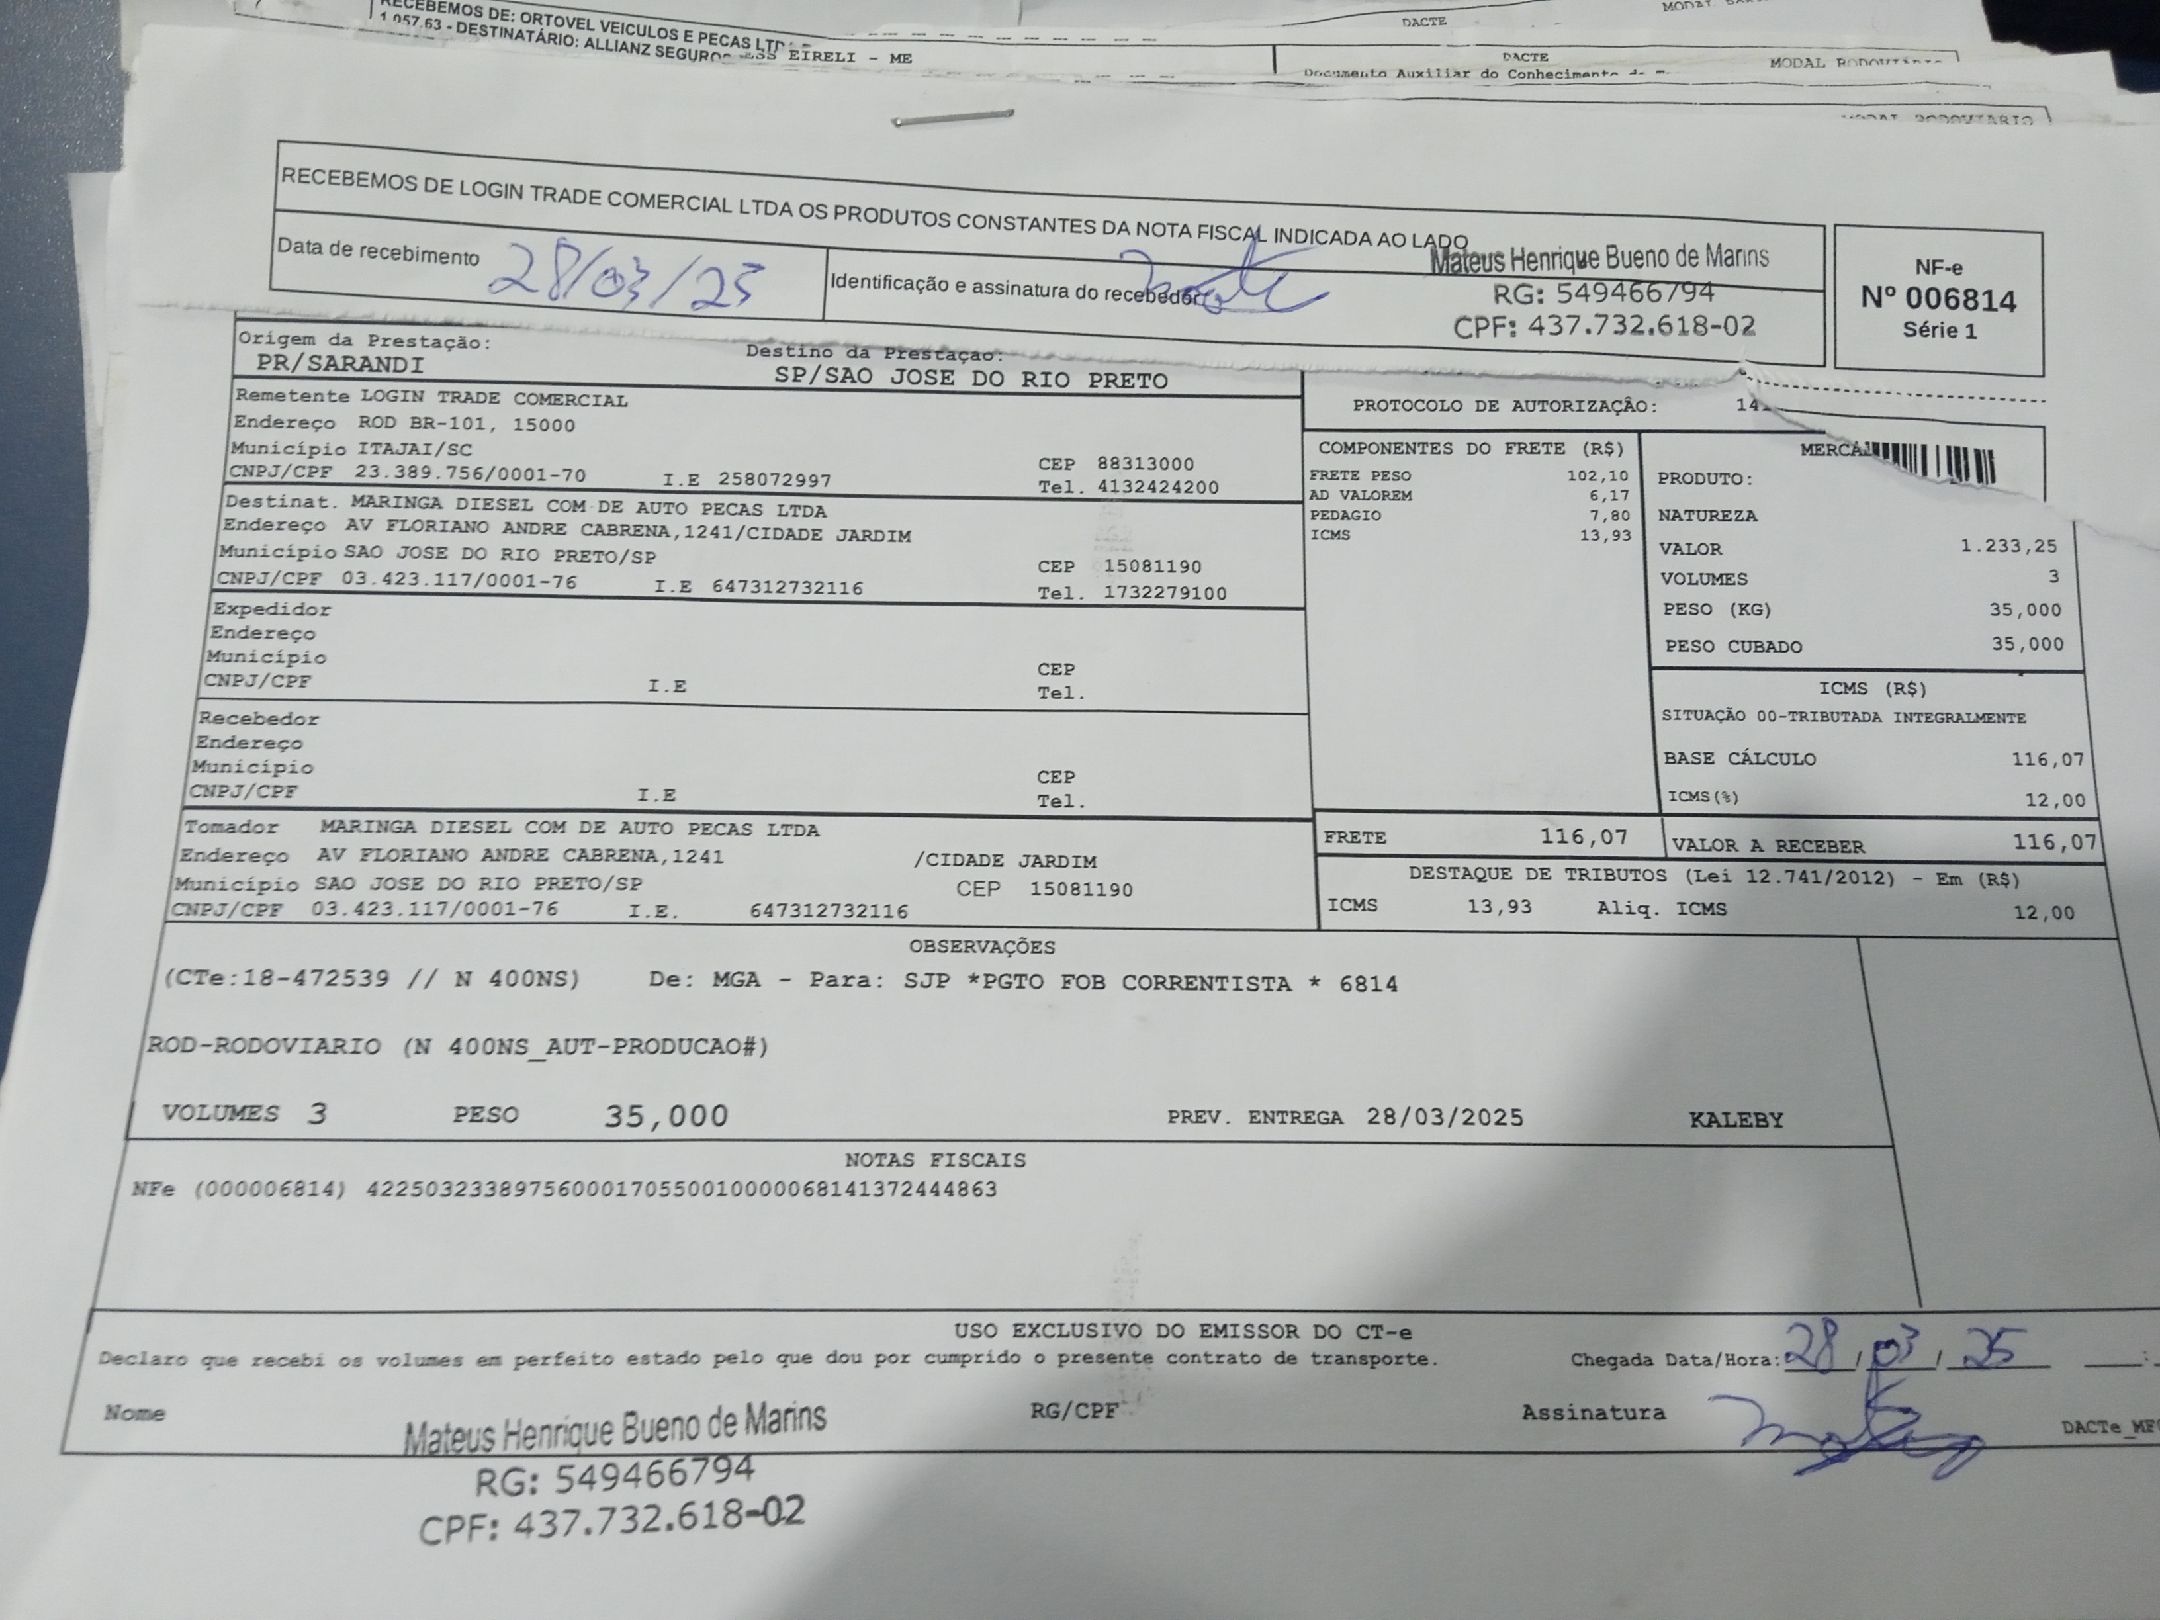 RECEBEMOS DE: ORTOVEL VEICULOS E PECAS LTDA
1.057,63 - DESTINATÁRIO: ALLIANZ SEGUROS
EIRELI - ME
DACTE
DACTE
Documento Auxiliar do Conhecimento de
MODAL RODOVIÁRIO
MODAL RODOVIARIO
RECEBEMOS DE LOGIN TRADE COMERCIAL LTDA OS PRODUTOS CONSTANTES DA NOTA FISCAL INDICADA AO LADO
Data de recebimento 28/03/25
Identificação e assinatura do recebedor
Mateus Henrique Bueno de Marins
RG: 549466794
CPF: 437.732.618-02
NF-e
Nº 006814
Série 1
Origem da Prestação:
PR/SARANDI
Destino da Prestação:
SP/SAO JOSE DO RIO PRETO
Remetente LOGIN TRADE COMERCIAL
Endereço ROD BR-101, 15000
Município ITAJAI/SC CEP 88313000
CNPJ/CPF 23.389.756/0001-70 I.E 258072997 Tel. 4132424200
Destinat. MARINGA DIESEL COM DE AUTO PECAS LTDA
Endereço AV FLORIANO ANDRE CABRENA,1241/CIDADE JARDIM
Município SAO JOSE DO RIO PRETO/SP CEP 15081190
CNPJ/CPF 03.423.117/0001-76 I.E 647312732116 Tel. 1732279100
Expedidor
Endereço
Município CEP
CNPJ/CPF I.E Tel.
Recebedor
Endereço
Município CEP
CNPJ/CPF I.E Tel.
Tomador MARINGA DIESEL COM DE AUTO PECAS LTDA
Endereço AV FLORIANO ANDRE CABRENA,1241 /CIDADE JARDIM
Município SAO JOSE DO RIO PRETO/SP CEP 15081190
CNPJ/CPF 03.423.117/0001-76 I.E. 647312732116
PROTOCOLO DE AUTORIZAÇÃO: 14
COMPONENTES DO FRETE (R$)
FRETE PESO 102,10
AD VALOREM 6,17
PEDAGIO 7,80
ICMS 13,93
PRODUTO:
NATUREZA
VALOR 1.233,25
VOLUMES 3
PESO (KG) 35,000
PESO CUBADO 35,000
ICMS (R$)
SITUAÇÃO 00-TRIBUTADA INTEGRALMENTE
BASE CÁLCULO 116,07
ICMS(%) 12,00
FRETE 116,07 VALOR A RECEBER 116,07
DESTAQUE DE TRIBUTOS (Lei 12.741/2012) - Em (R$)
ICMS 13,93 Aliq. ICMS 12,00
OBSERVAÇÕES
(CTe:18-472539 // N 400NS) De: MGA - Para: SJP *PGTO FOB CORRENTISTA * 6814
ROD-RODOVIARIO (N 400NS_AUT-PRODUCAO#)
VOLUMES 3 PESO 35,000 PREV. ENTREGA 28/03/2025 KALEBY
NOTAS FISCAIS
NFe (000006814) 42250323389756000170550010000068141372444863
USO EXCLUSIVO DO EMISSOR DO CT-e
Declaro que recebi os volumes em perfeito estado pelo que dou por cumprido o presente contrato de transporte. Chegada Data/Hora: 28/03/25
Nome RG/CPF Assinatura
Mateus Henrique Bueno de Marins
RG: 549466794
CPF: 437.732.618-02